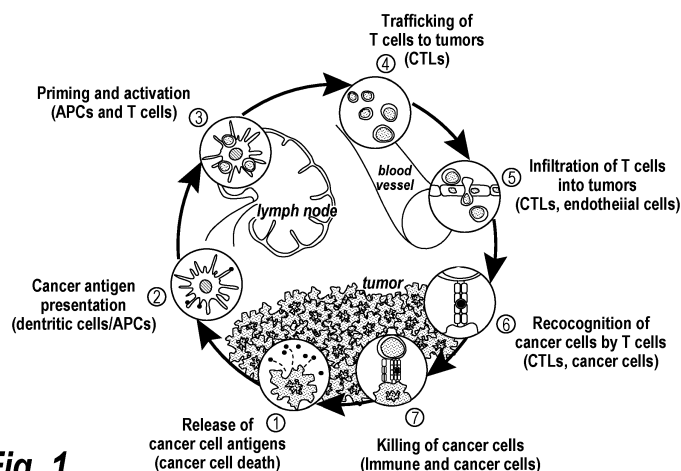 Trafficking of
T cells to tumors
(CTLs)
④
Priming and activation
(APCs and T cells)
③
blood
vessel
⑤
Infiltration of T cells
into tumors
(CTLs, endotheiial cells)
lymph node
Cancer antigen
presentation
(dentritic cells/APCs)
②
tumor
⑥
Recocognition of
cancer cells by T cells
(CTLs, cancer cells)
①
Release of
cancer cell antigens
(cancer cell death)
⑦
Killing of cancer cells
(Immune and cancer cells)
Fig. 1